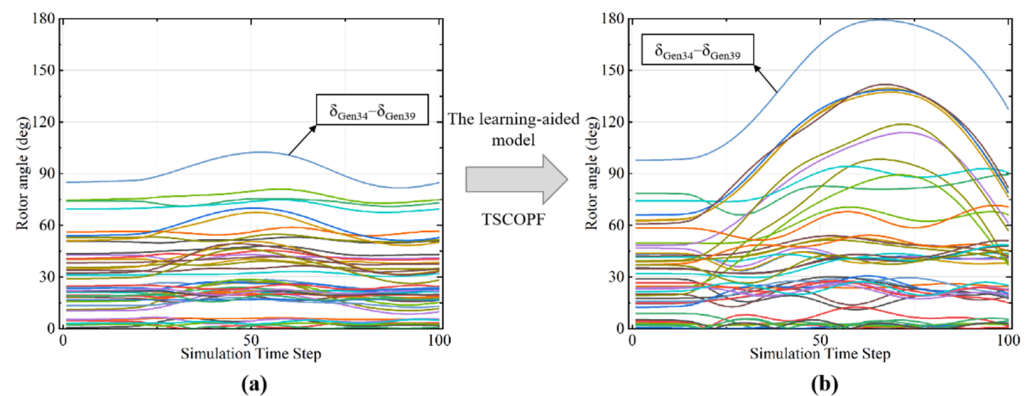 180
150
120
90
60
30
0
Rotor angle (deg)
δGen34−δGen39
0
50
100
Simulation Time Step
(a)
The learning-aided
model
TSCOPF
180
150
120
90
60
30
0
Rotor angle (deg)
δGen34−δGen39
0
50
100
Simulation Time Step
(b)